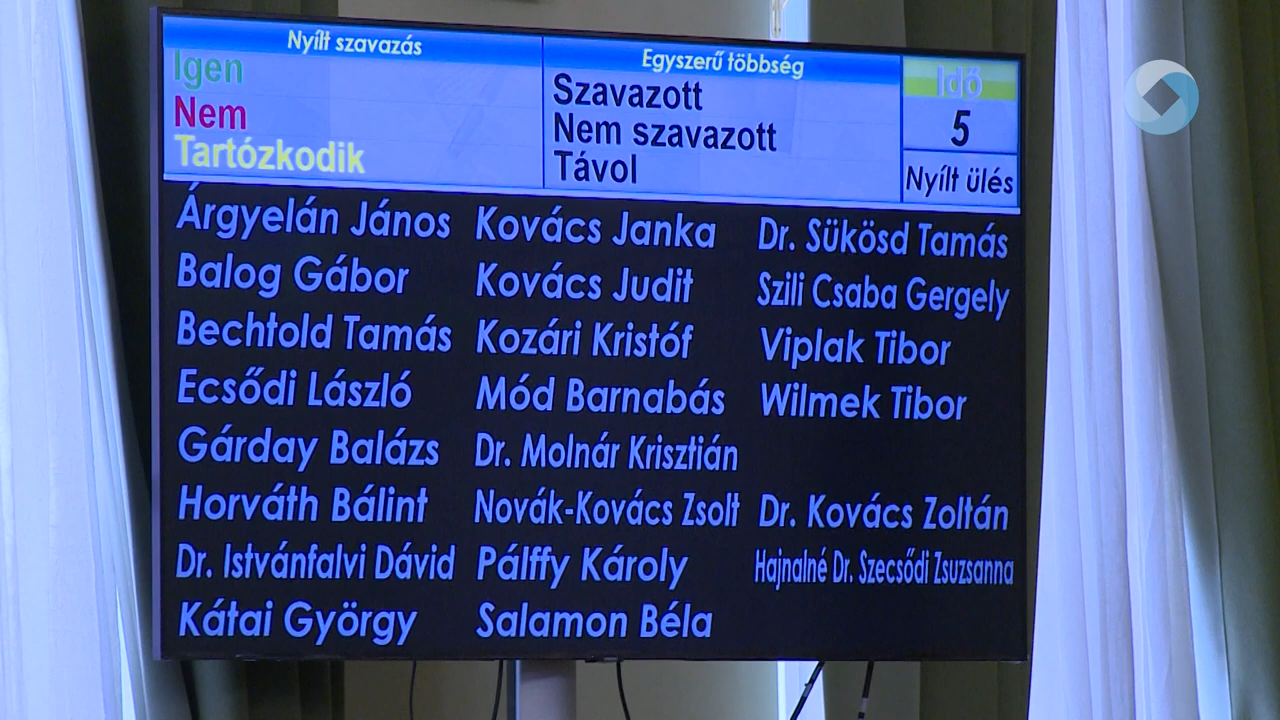 Nyílt szavazás
Igen
Nem
Tartózkodik
Egyszerű többség
Szavazott
Nem szavazott
Távol
Idő
5
Nyílt ülés
Árgyelán János
Balog Gábor
Bechtold Tamás
Ecsődi László
Gárday Balázs
Horváth Bálint
Dr. Istvánfalvi Dávid
Kátai György
Kovács Janka
Kovács Judit
Kozári Kristóf
Mód Barnabás
Dr. Molnár Krisztián
Novák-Kovács Zsolt
Pálffy Károly
Salamon Béla
Dr. Sükösd Tamás
Szili Csaba Gergely
Viplak Tibor
Wilmek Tibor
Dr. Kovács Zoltán
Hajnalné Dr. Szecsődi Zsuzsanna